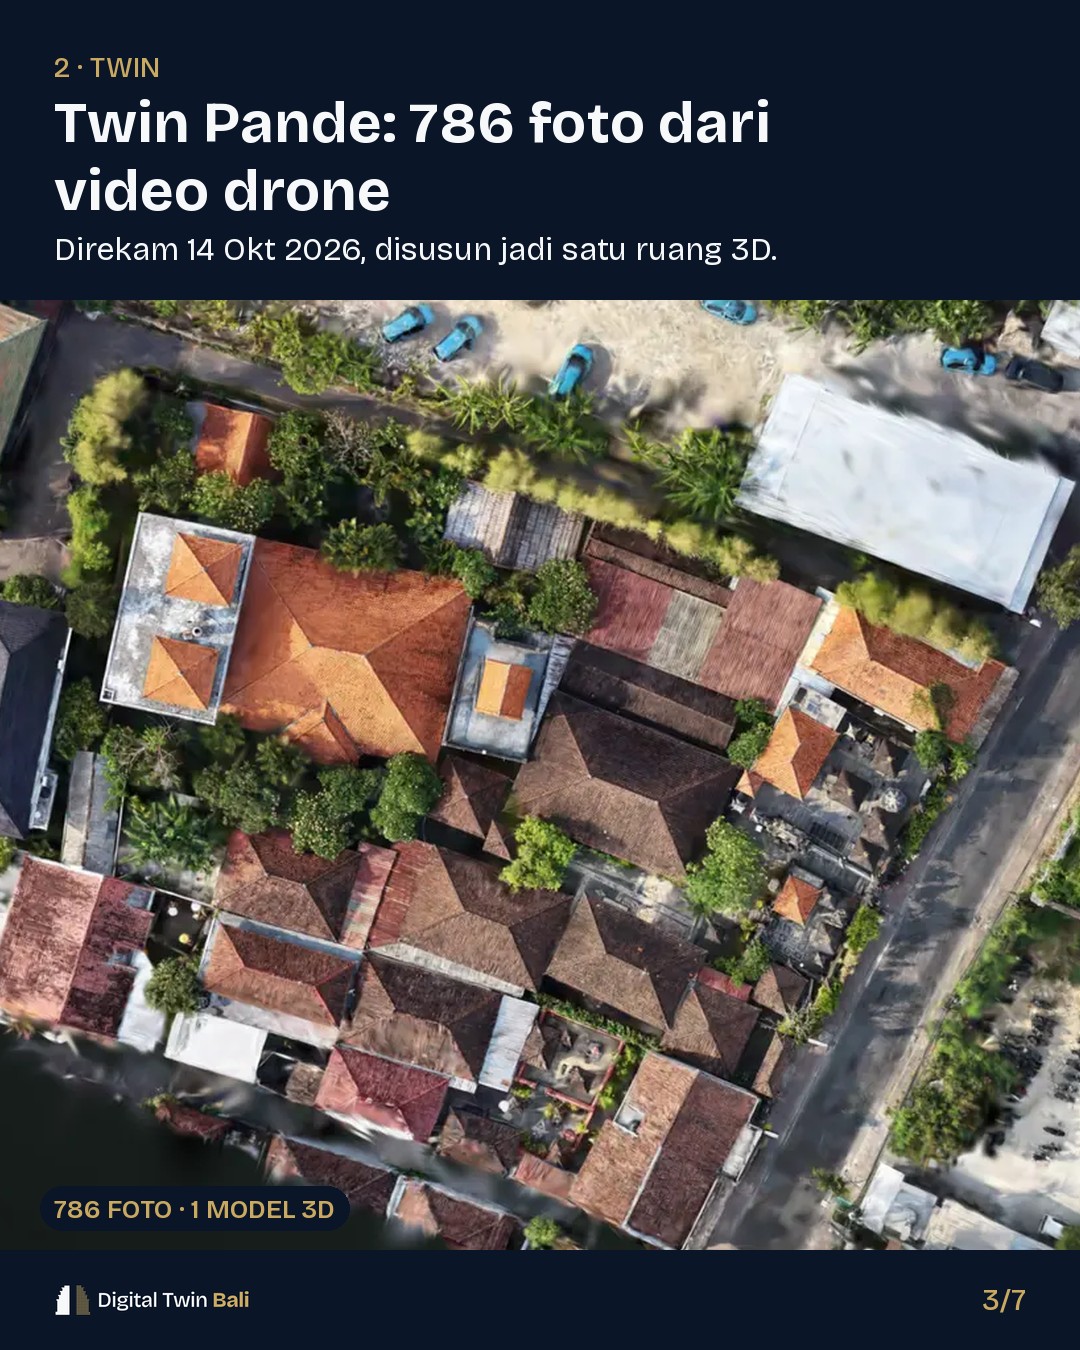 2 · TWIN
Twin Pande: 786 foto dari
video drone
Direkam 14 Okt 2026, disusun jadi satu ruang 3D.
786 FOTO · 1 MODEL 3D
Digital Twin Bali
3/7